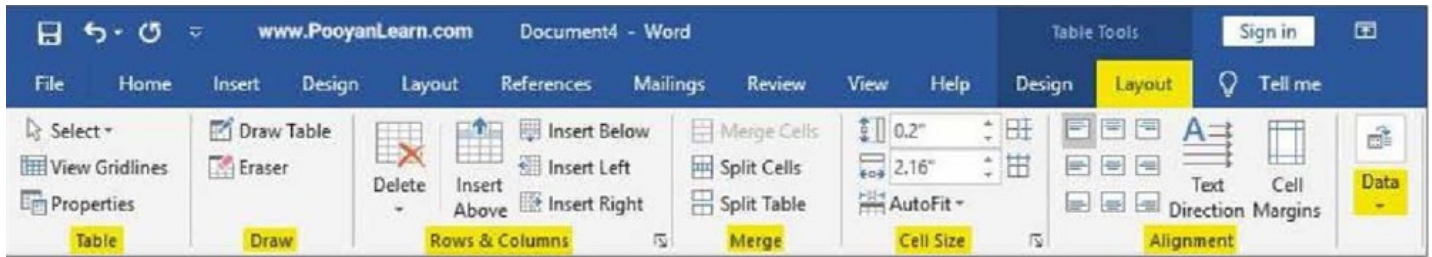 www.PooyanLearn.com Document4 - Word Table Tools Sign in
File Home Insert Design Layout References Mailings Review View Help Design Layout Tell me
Select Draw Table Insert Below Merge Cells 0.2"
View Gridlines Eraser Insert Left Split Cells 2.16"
Properties Delete Insert Above Insert Right Split Table AutoFit Text Direction Cell Margins Data
Table Draw Rows & Columns Merge Cell Size Alignment